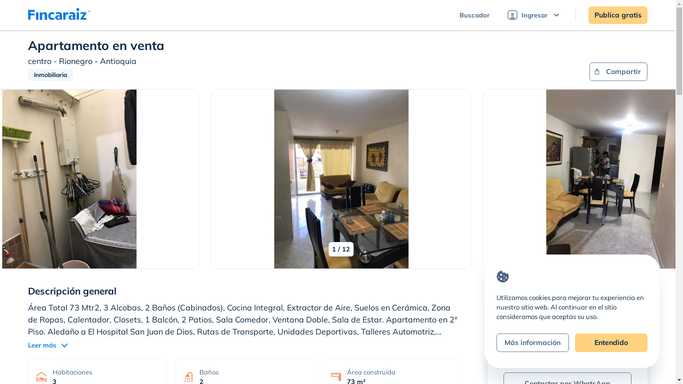 Fincaraiz
Buscador
Ingresar
Publica gratis
Apartamento en venta
centro - Rionegro - Antioquia
Inmobiliaria
Compartir
1 / 12
Descripción general
Área Total 73 Mtr2, 3 Alcobas, 2 Baños (Cabinados), Cocina Integral, Extractor de Aire, Suelos en Cerámica, Zona
de Ropas, Calentador, Closets, 1 Balcón, 2 Patios, Sala Comedor, Ventana Doble, Sala de Estar. Apartamento en 2°
Piso. Aledaño a El Hospital San Juan de Dios, Rutas de Transporte, Unidades Deportivas, Talleres Automatriz,...
Leer más
Habitaciones
3
Baños
2
Área construida
73 m²
Utilizamos cookies para mejorar tu experiencia en
nuestro sitio web. Al continuar en el sitio
consideramos que aceptas su uso.
Más información
Entendido
Contactar por WhatsApp